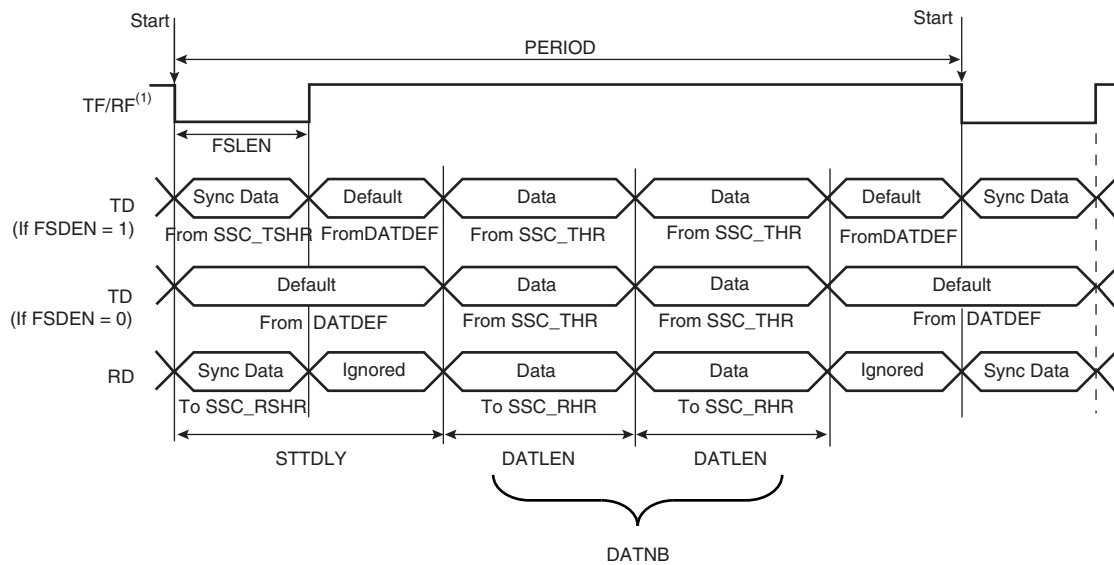 Start
Start
PERIOD
TF/RF(1)
FSLEN
TD
(If FSDEN = 1)
Sync Data
Default
Data
Data
Default
Sync Data
From SSC_TSHR
FromDATDEF
From SSC_THR
From SSC_THR
FromDATDEF
TD
(If FSDEN = 0)
Default
Data
Data
Default
From DATDEF
From SSC_THR
From SSC_THR
From DATDEF
RD
Sync Data
Ignored
Data
Data
Ignored
Sync Data
To SSC_RSHR
To SSC_RHR
To SSC_RHR
STTDLY
DATLEN
DATLEN
DATNB